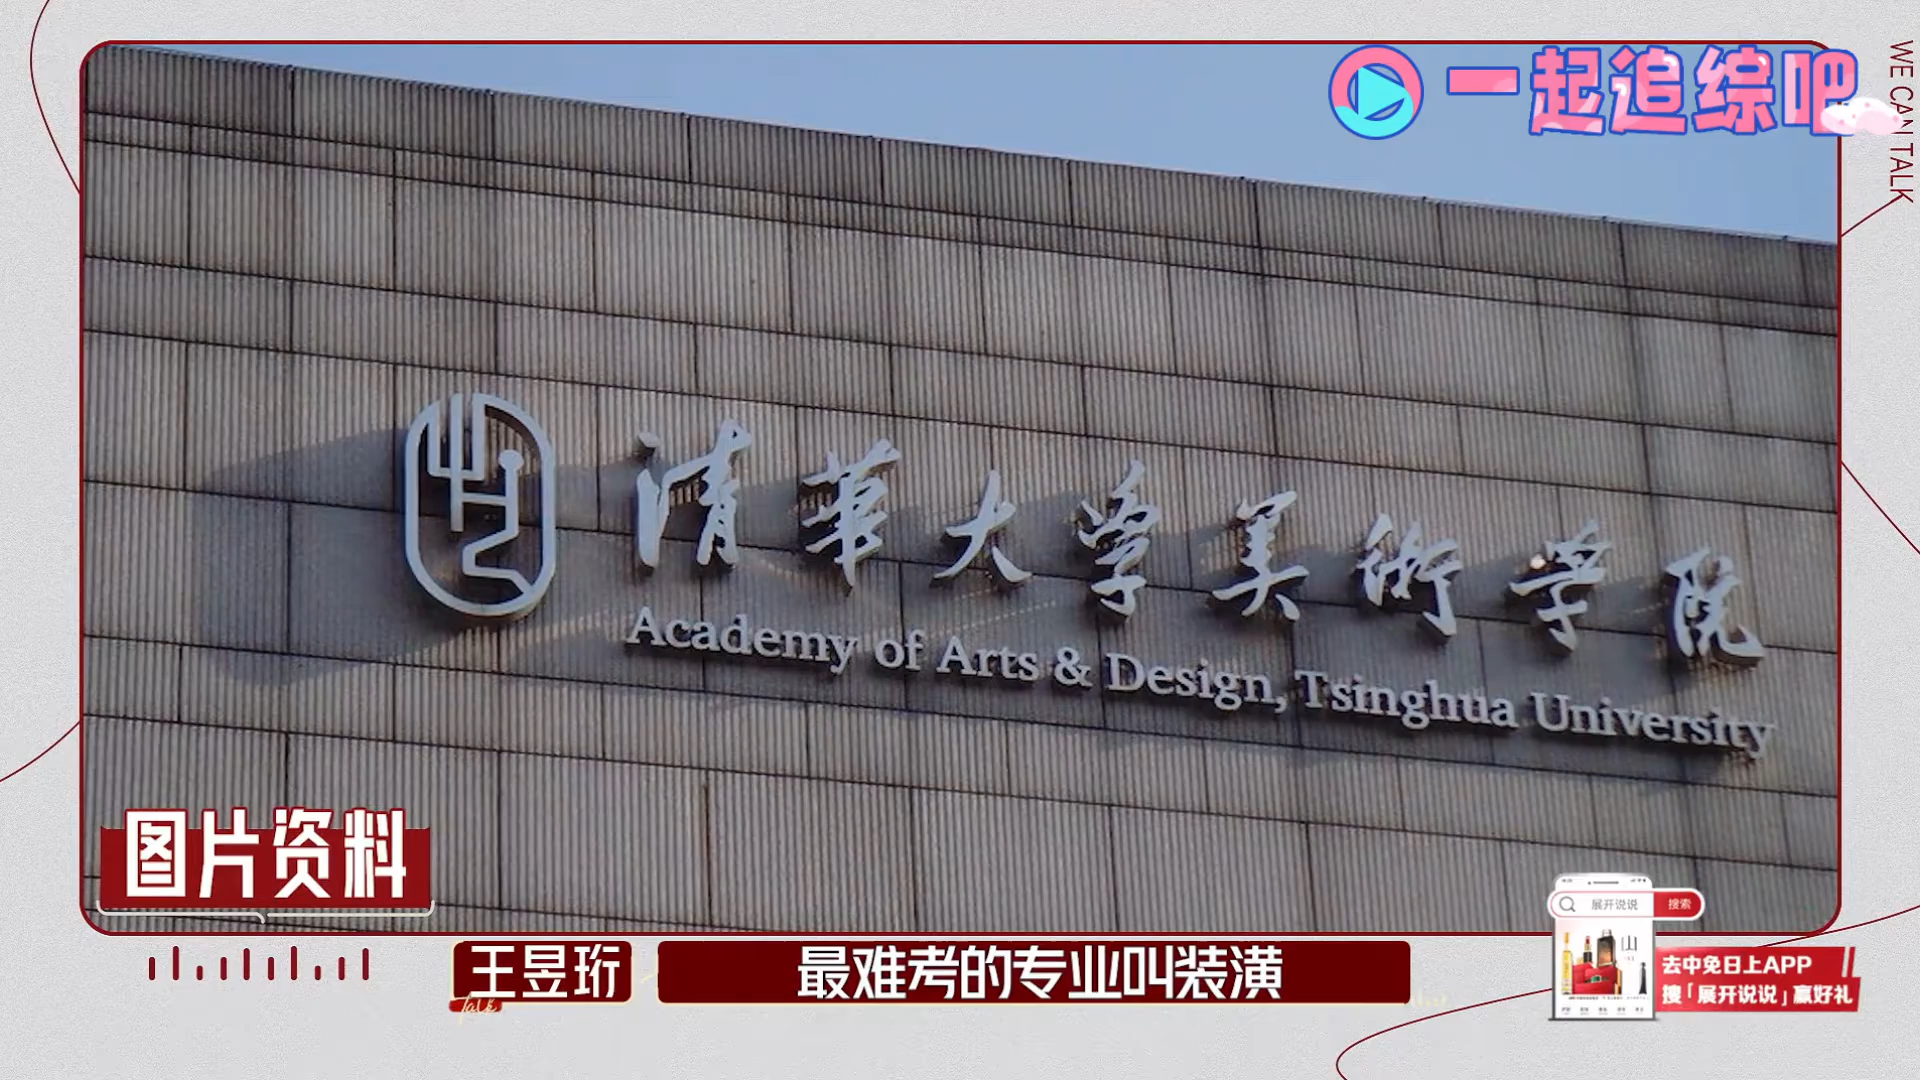 一起追综吧
WE CAN TALK
清華大学美術学院
Academy of Arts & Design, Tsinghua University
图片资料
王昱珩
Talk
最难考的专业叫装潢
展开说说
搜索
去中免日上APP
搜「展开说说」赢好礼